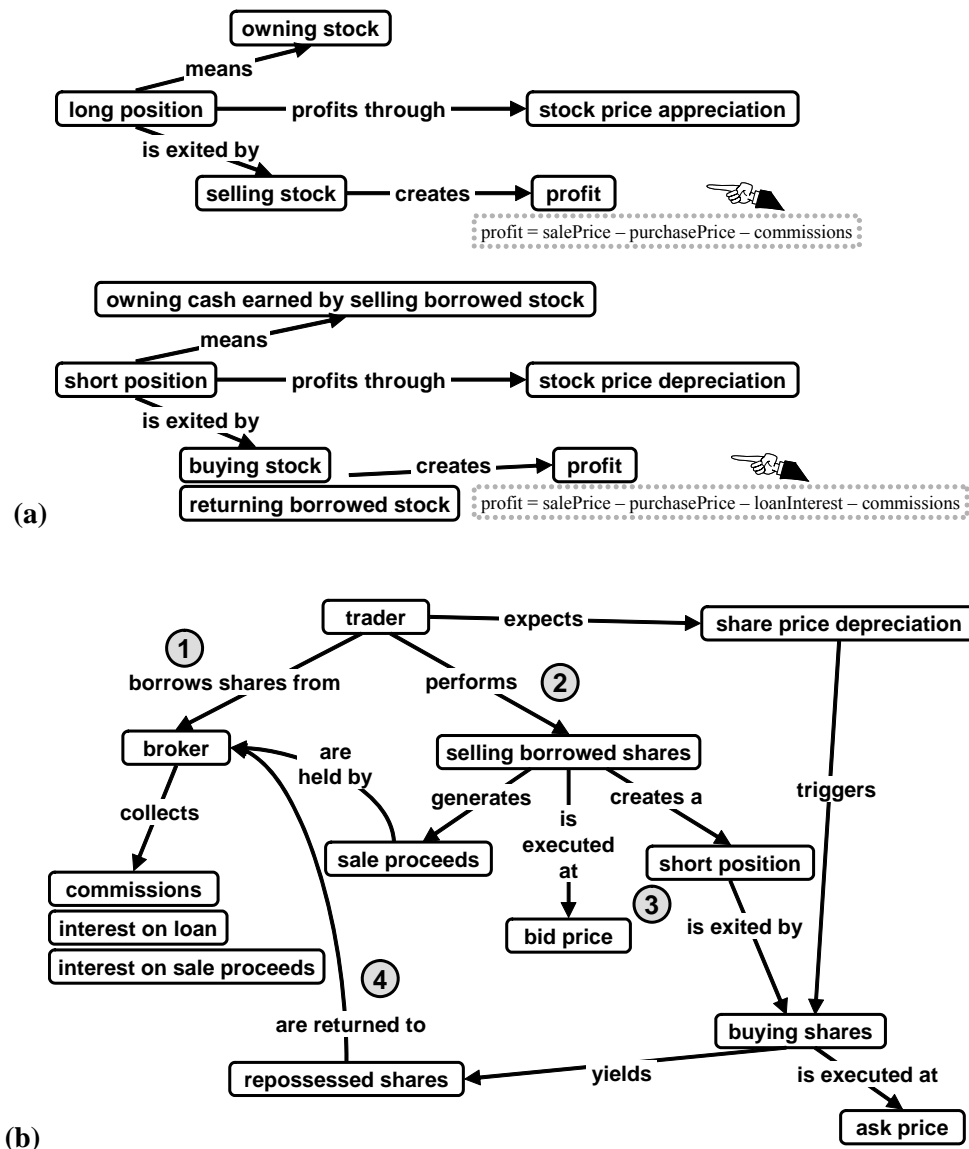 owning stock
means
long position profits through stock price appreciation
is exited by
selling stock creates profit
profit = salePrice – purchasePrice – commissions
owning cash earned by selling borrowed stock
means
short position profits through stock price depreciation
is exited by
buying stock creates profit
returning borrowed stock profit = salePrice – purchasePrice – loanInterest – commissions
(a)
trader expects share price depreciation
1
borrows shares from performs 2
broker are
held by
selling borrowed shares
collects generates is
executed
at
creates a triggers
sale proceeds short position
commissions
interest on loan
interest on sale proceeds
bid price
3
is exited by
4
are returned to buying shares
repossessed shares yields is executed at
ask price
(b)